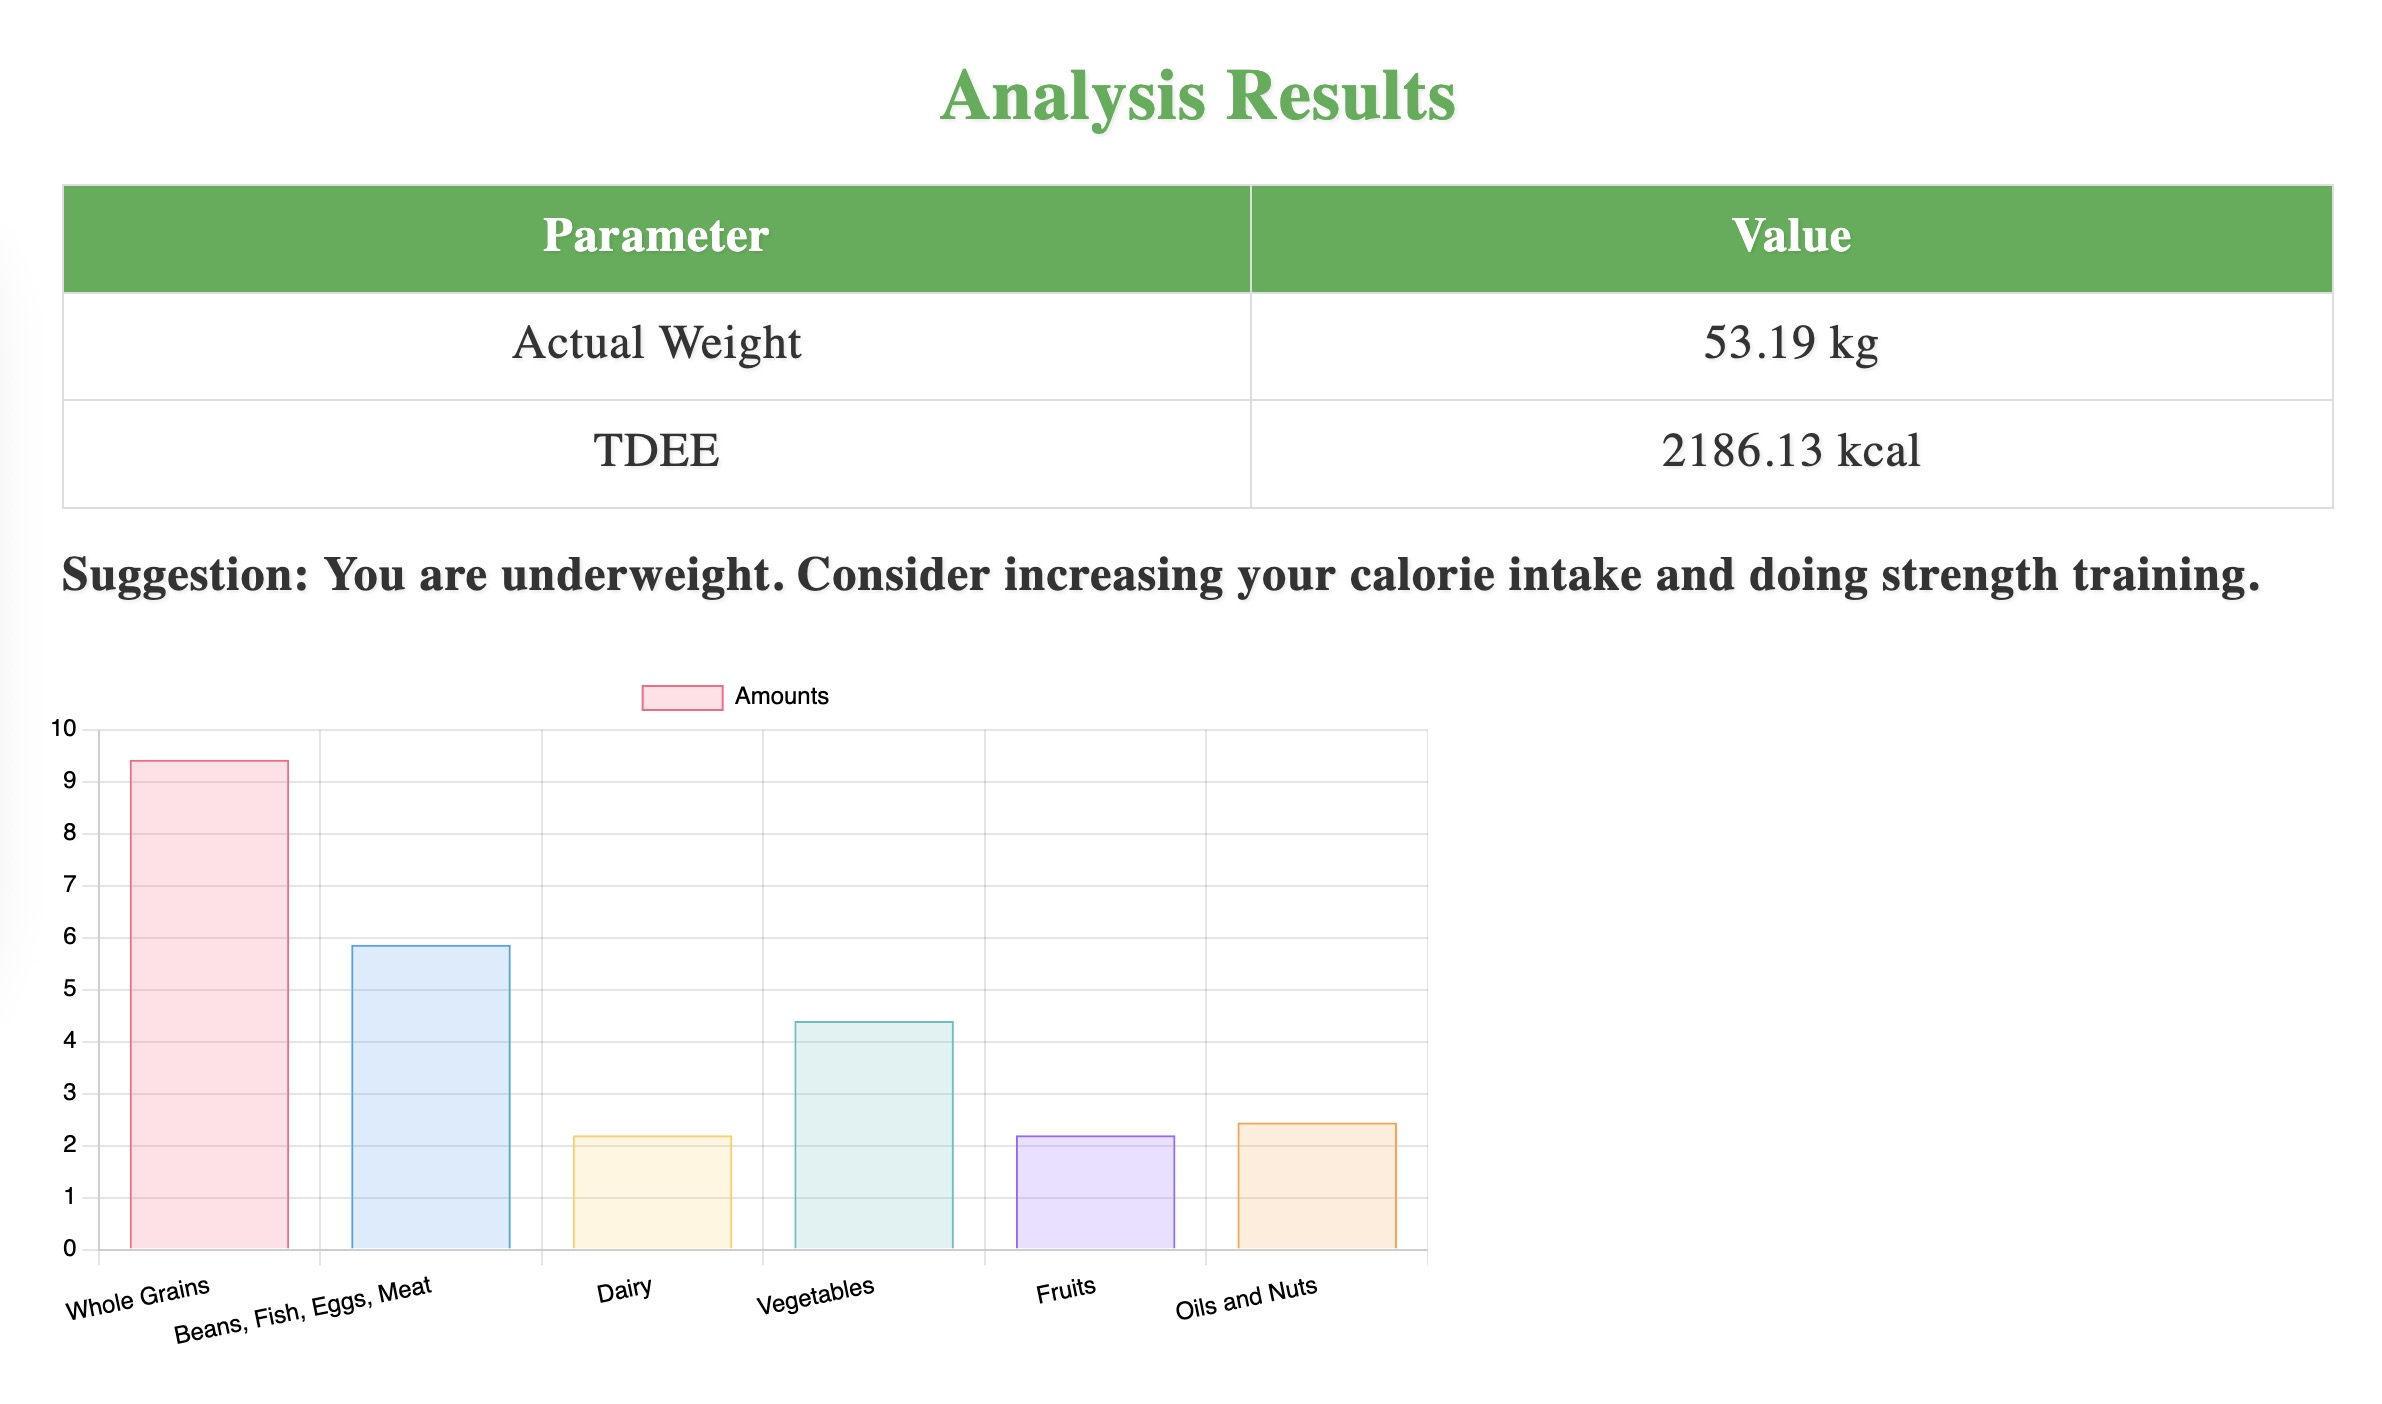 Analysis Results
Parameter Value
Actual Weight 53.19 kg
TDEE 2186.13 kcal
Suggestion: You are underweight. Consider increasing your calorie intake and doing strength training.
Amounts
10
9
8
7
6
5
4
3
2
1
0
Whole Grains
Beans, Fish, Eggs, Meat
Dairy
Vegetables
Fruits
Oils and Nuts